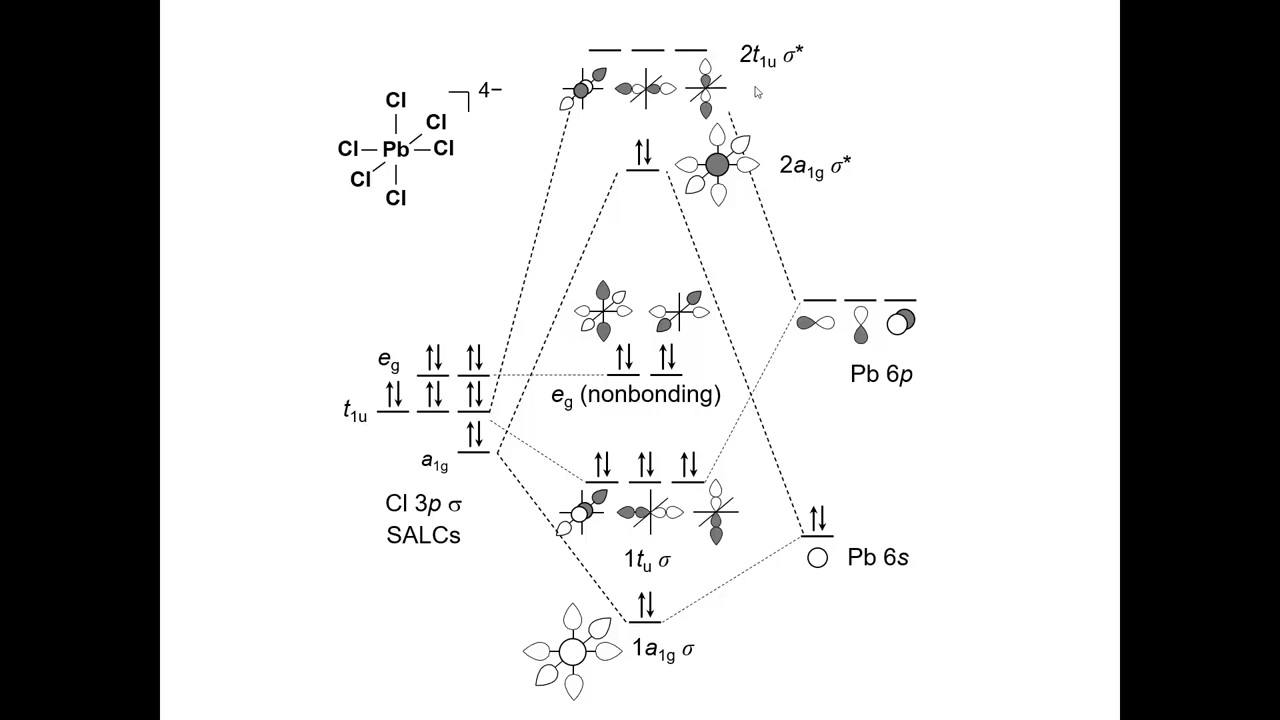 2t1u σ*
4−
Cl
Cl
Cl Pb Cl
Cl
Cl
2a1g σ*
eg
t1u
a1g
eg (nonbonding)
Pb 6p
Cl 3p σ
SALCs
1tu σ
Pb 6s
1a1g σ